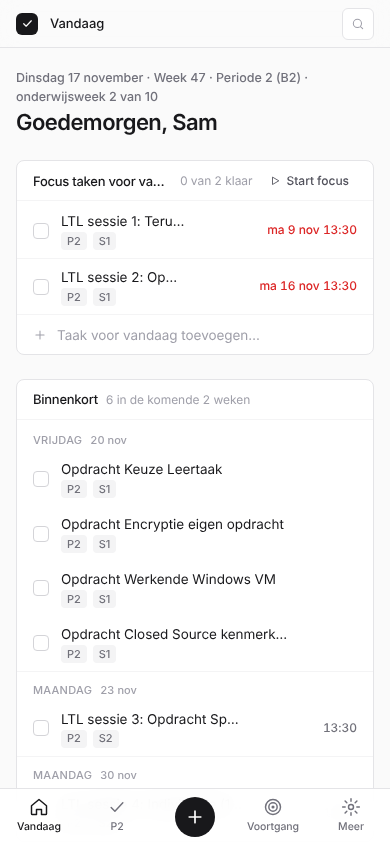 Vandaag
Dinsdag 17 november · Week 47 · Periode 2 (B2) ·
onderwijsweek 2 van 10
Goedemorgen, Sam
Focus taken voor va... 0 van 2 klaar Start focus
LTL sessie 1: Teru... ma 9 nov 13:30
P2 S1
LTL sessie 2: Op... ma 16 nov 13:30
P2 S1
Taak voor vandaag toevoegen...
Binnenkort 6 in de komende 2 weken
VRIJDAG 20 nov
Opdracht Keuze Leertaak
P2 S1
Opdracht Encryptie eigen opdracht
P2 S1
Opdracht Werkende Windows VM
P2 S1
Opdracht Closed Source kenmerk...
P2 S1
MAANDAG 23 nov
LTL sessie 3: Opdracht Sp... 13:30
P2 S2
MAANDAG 30 nov
Vandaag P2 Voortgang Meer